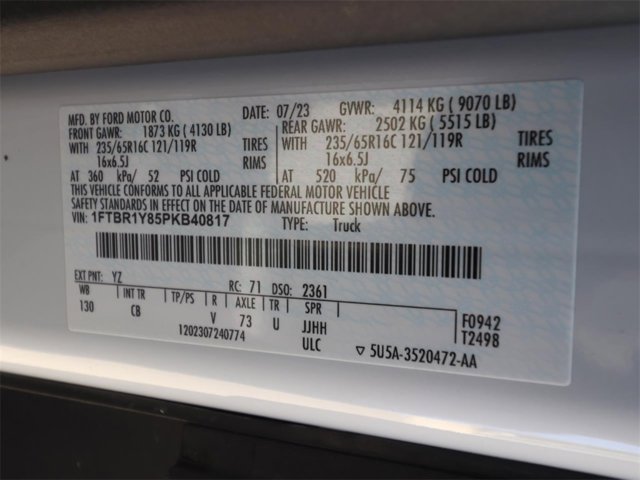 MFD. BY FORD MOTOR CO. DATE: 07/23 GVWR: 4114 KG ( 9070 LB)
FRONT GAWR: 1873 KG ( 4130 LB) REAR GAWR: 2502 KG ( 5515 LB)
WITH 235/65R16C 121/119R TIRES WITH 235/65R16C 121/119R TIRES
16x6.5J RIMS 16x6.5J RIMS
AT 360 kPa/ 52 PSI COLD AT 520 kPa/ 75 PSI COLD
THIS VEHICLE CONFORMS TO ALL APPLICABLE FEDERAL MOTOR VEHICLE
SAFETY STANDARDS IN EFFECT ON THE DATE OF MANUFACTURE SHOWN ABOVE.
VIN: 1FTBR1Y85PKB40817 TYPE: Truck
EXT PNT: YZ RC: 71 DSO: 2361
WB INT TR TP/PS R AXLE TR SPR F0942
130 CB V 73 U JJHH T2498
1202307240774 ULC ▽ 5U5A-3520472-AA